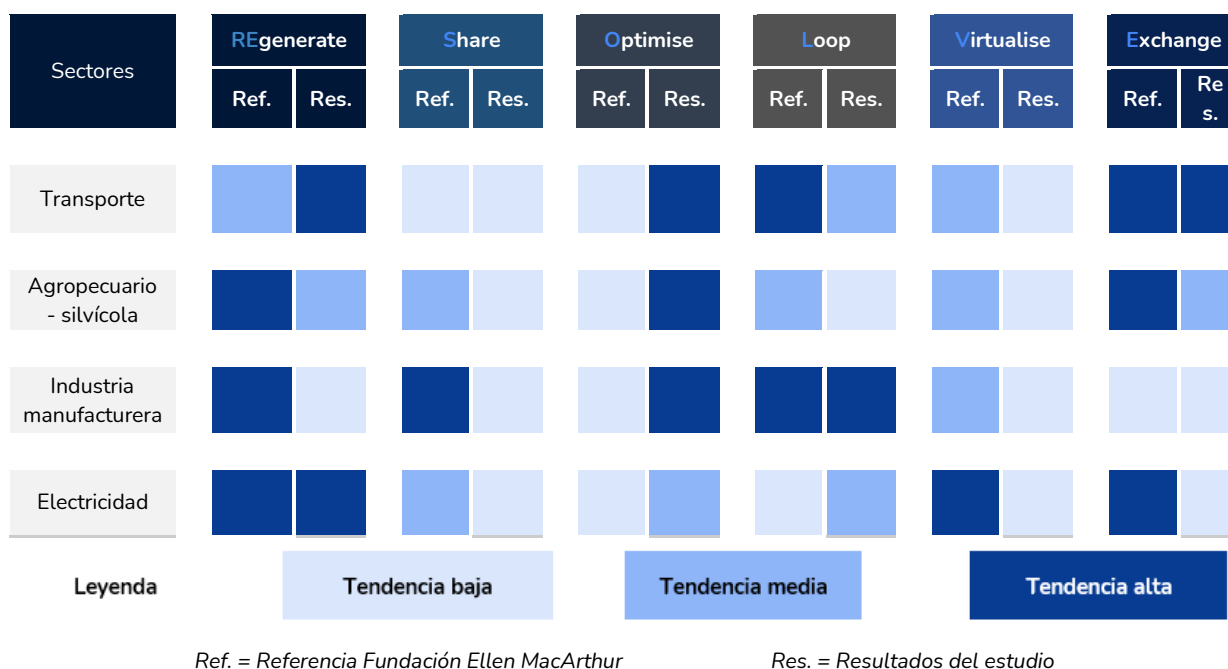 Sectores
REgenerate
Share
Optimise
Loop
Virtualise
Exchange
Ref. Res.
Ref. Res.
Ref. Res.
Ref. Res.
Ref. Res.
Ref. Re
s.
Transporte
Agropecuario
- silvícola
Industria
manufacturera
Electricidad
Leyenda
Tendencia baja
Tendencia media
Tendencia alta
Ref. = Referencia Fundación Ellen MacArthur
Res. = Resultados del estudio